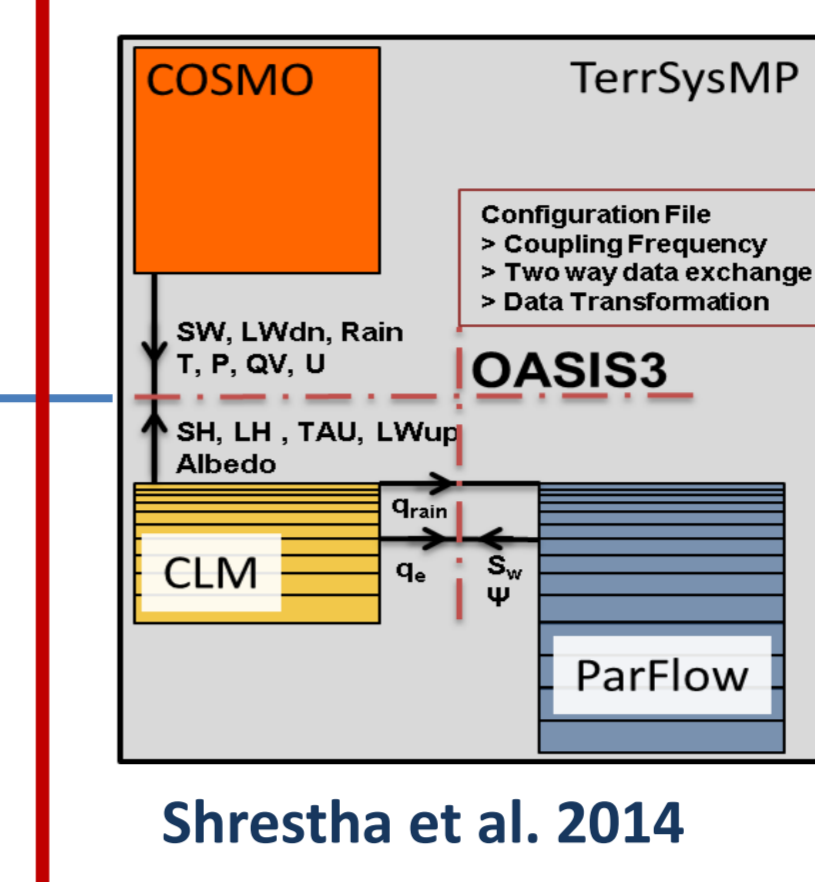 COSMO
TerrSysMP
Configuration File
> Coupling Frequency
> Two way data exchange
> Data Transformation
SW, LWdn, Rain
T, P, QV, U
OASIS3
SH, LH , TAU, LWup
Albedo
qrain
qe
Sw
Ψ
CLM
ParFlow
Shrestha et al. 2014